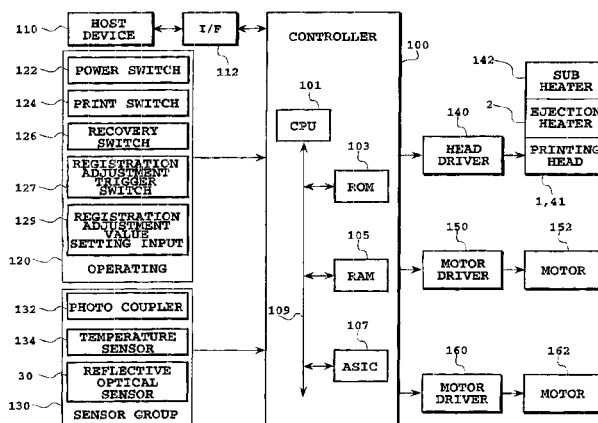 110
HOST
DEVICE
I/F
112
CONTROLLER
100
122
POWER SWITCH
124
PRINT SWITCH
126
RECOVERY
SWITCH
127
REGISTRATION
ADJUSTMENT
TRIGGER
SWITCH
129
REGISTRATION
ADJUSTMENT
VALUE
SETTING INPUT
120
OPERATING
132
PHOTO COUPLER
134
TEMPERATURE
SENSOR
30
REFLECTIVE
OPTICAL
SENSOR
130
SENSOR GROUP
101
CPU
103
ROM
105
RAM
109
107
ASIC
140
HEAD
DRIVER
142
SUB
HEATER
2
EJECTION
HEATER
PRINTING
HEAD
1,41
150
MOTOR
DRIVER
152
MOTOR
160
MOTOR
DRIVER
162
MOTOR